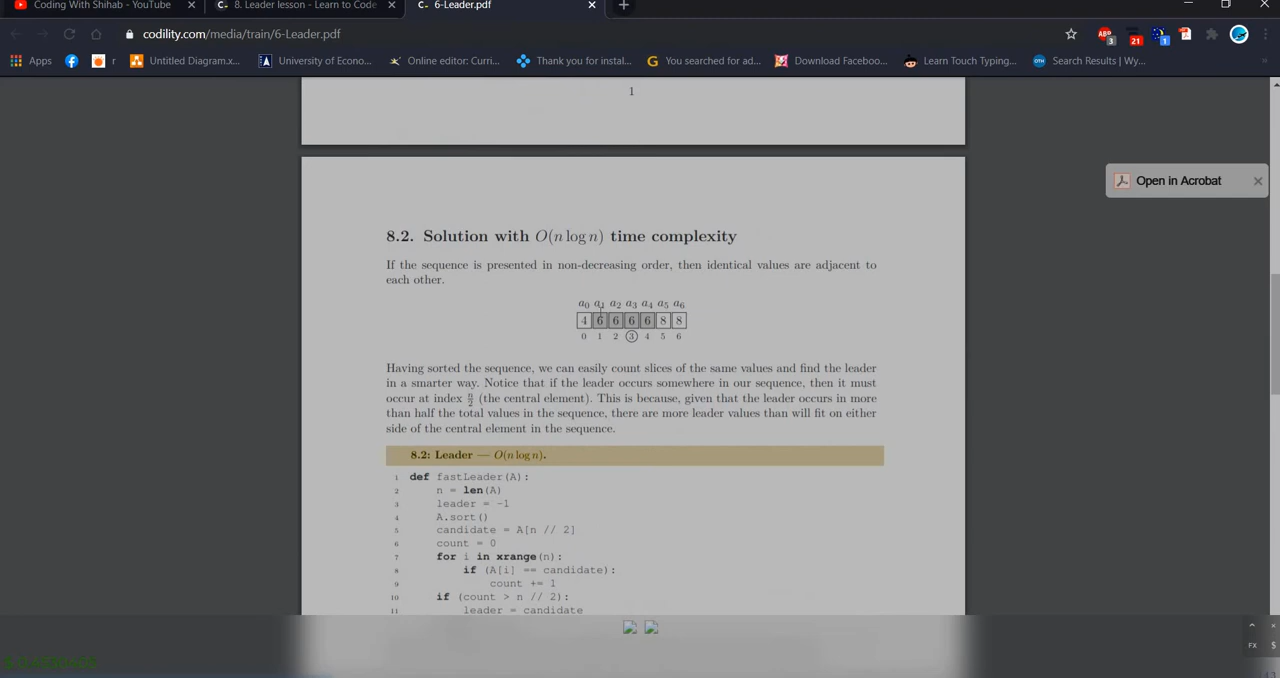 Coding With Shihab - YouTube × 8. Leader lesson - Learn to Code × 6-Leader.pdf ×
codility.com/media/train/6-Leader.pdf 3 21 1
Apps r Untitled Diagram.x... University of Econo... Online editor: Curri... Thank you for instal... You searched for ad... Download Faceboo... Learn Touch Typing... Search Results | Wy... »
1
Open in Acrobat ×
8.2. Solution with O(n log n) time complexity
If the sequence is presented in non-decreasing order, then identical values are adjacent to
each other.
a0 a1 a2 a3 a4 a5 a6
4 6 6 6 6 8 8
0 1 2 3 4 5 6
Having sorted the sequence, we can easily count slices of the same values and find the leader
in a smarter way. Notice that if the leader occurs somewhere in our sequence, then it must
occur at index n/2 (the central element). This is because, given that the leader occurs in more
than half the total values in the sequence, there are more leader values than will fit on either
side of the central element in the sequence.
8.2: Leader — O(n log n).
1 def fastLeader(A):
2 n = len(A)
3 leader = -1
4 A.sort()
5 candidate = A[n // 2]
6 count = 0
7 for i in xrange(n):
8 if (A[i] == candidate):
9 count += 1
10 if (count > n // 2):
11 leader = candidate
FX $